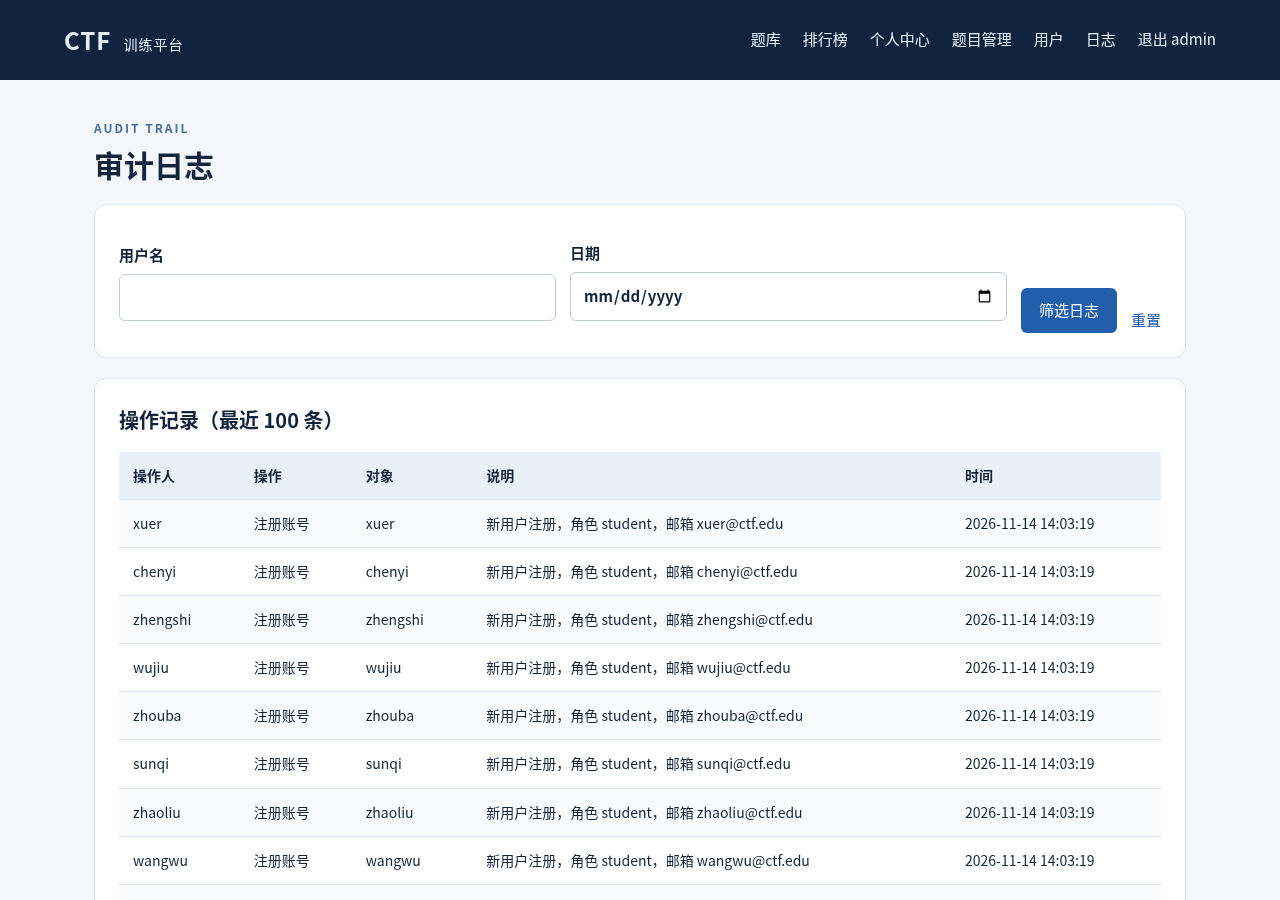 CTF 训练平台 题库 排行榜 个人中心 题目管理 用户 日志 退出 admin
AUDIT TRAIL
审计日志
用户名 日期
mm/dd/yyyy 筛选日志 重置
操作记录（最近 100 条）
操作人 操作 对象 说明 时间
xuer 注册账号 xuer 新用户注册，角色 student，邮箱 xuer@ctf.edu 2026-11-14 14:03:19
chenyi 注册账号 chenyi 新用户注册，角色 student，邮箱 chenyi@ctf.edu 2026-11-14 14:03:19
zhengshi 注册账号 zhengshi 新用户注册，角色 student，邮箱 zhengshi@ctf.edu 2026-11-14 14:03:19
wujiu 注册账号 wujiu 新用户注册，角色 student，邮箱 wujiu@ctf.edu 2026-11-14 14:03:19
zhouba 注册账号 zhouba 新用户注册，角色 student，邮箱 zhouba@ctf.edu 2026-11-14 14:03:19
sunqi 注册账号 sunqi 新用户注册，角色 student，邮箱 sunqi@ctf.edu 2026-11-14 14:03:19
zhaoliu 注册账号 zhaoliu 新用户注册，角色 student，邮箱 zhaoliu@ctf.edu 2026-11-14 14:03:19
wangwu 注册账号 wangwu 新用户注册，角色 student，邮箱 wangwu@ctf.edu 2026-11-14 14:03:19